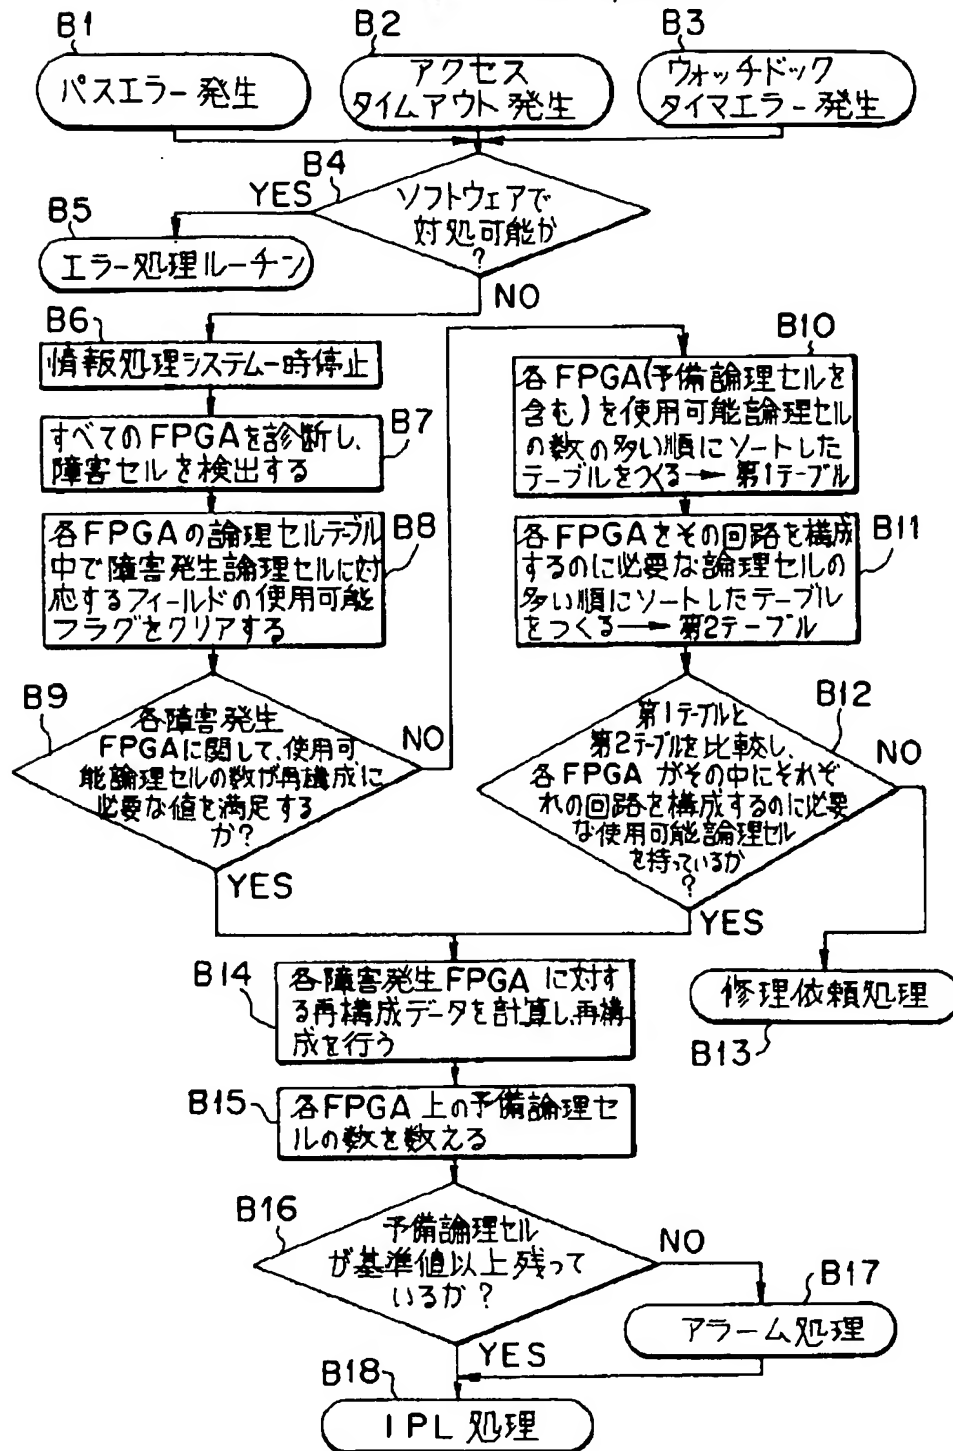 B1
パスエラー発生
B2
アクセス
タイムアウト発生
B3
ウォッチドック
タイマエラー発生
B4
YES
ソフトウェアで
対処可能か
?
NO
B5
エラー処理ルーチン
B6
情報処理システム一時停止
B7
すべてのFPGAを診断し、
障害セルを検出する
B8
各FPGAの論理セルテーブル
中で障害発生論理セルに対
応するフィールドの使用可能
フラグをクリアする
B9
各障害発生
FPGAに関して、使用可
能論理セルの数が再構成に
必要な値を満足する
か?
NO
YES
B10
各FPGA(予備論理セルを
含む)を使用可能論理セル
の数の多い順にソートした
テーブルをつくる→第1テーブル
B11
各FPGAをその回路を構成
するのに必要な論理セルの
多い順にソートしたテーブル
をつくる→第2テーブル
B12
第1テーブルと
第2テーブルを比較し、
各FPGAがその中にそれぞ
れの回路を構成するのに必要
な使用可能論理セル
を持っているか
?
NO
YES
修理依頼処理
B13
B14
各障害発生FPGAに対す
る再構成データを計算し、再構
成を行う
B15
各FPGA上の予備論理セ
ルの数を数える
B16
予備論理セル
が基準値以上残って
いるか?
NO
YES
B17
アラーム処理
B18
IPL処理